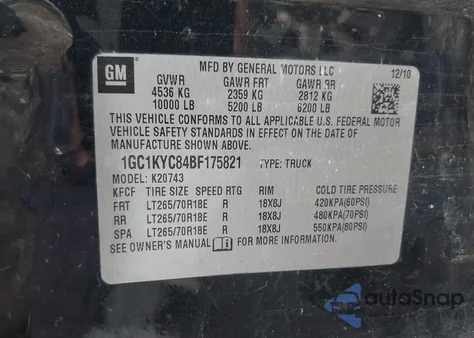 GM
MFD BY GENERAL MOTORS LLC 12/10
GVWR GAWR FRT GAWR RR
4536 KG 2359 KG 2812 KG
10000 LB 5200 LB 6200 LB
THIS VEHICLE CONFORMS TO ALL APPLICABLE U.S. FEDERAL MOTOR
VEHICLE SAFETY STANDARDS IN EFFECT ON THE DATE OF
MANUFACTURE SHOWN ABOVE.
1GC1KYC84BF175821 TYPE: TRUCK
MODEL: K20743
KFCF TIRE SIZE SPEED RTG RIM COLD TIRE PRESSURE
FRT LT265/70R18E R 18X8J 420KPA(60PSI)
RR LT265/70R18E R 18X8J 480KPA(70PSI)
SPA LT265/70R18E R 18X8J 550KPA(80PSI)
SEE OWNER'S MANUAL FOR MORE INFORMATION
autoSnap